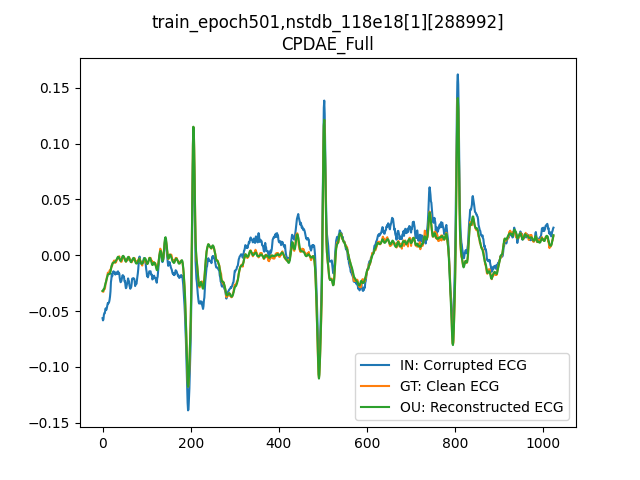 train_epoch501,nstdb_118e18[1][288992]
CPDAE_Full
0.15
0.10
0.05
0.00
−0.05
−0.10
−0.15
IN: Corrupted ECG
GT: Clean ECG
OU: Reconstructed ECG
0 200 400 600 800 1000